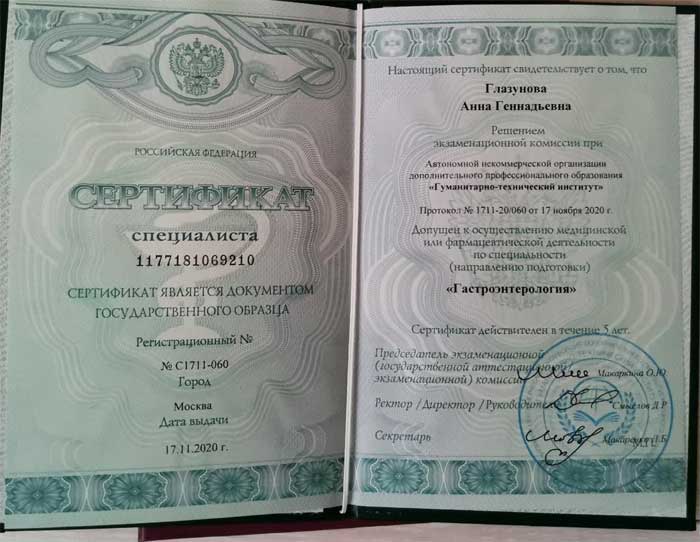 РОССИЙСКАЯ ФЕДЕРАЦИЯ
СЕРТИФИКАТ
специалиста
1177181069210
СЕРТИФИКАТ ЯВЛЯЕТСЯ ДОКУМЕНТОМ
ГОСУДАРСТВЕННОГО ОБРАЗЦА
Регистрационный №
№ С1711-060
Город
Москва
Дата выдачи
17.11.2020 г.
Настоящий сертификат свидетельствует о том, что
Глазунова
Анна Геннадьевна
Решением
экзаменационной комиссии при
Автономной некоммерческой организации
дополнительного профессионального образования
«Гуманитарно-технический институт»
Протокол № 1711-20/060 от 17 ноября 2020 г.
Допущен к осуществлению медицинской
или фармацевтической деятельности
по специальности
(направлению подготовки)
«Гастроэнтерология»
Сертификат действителен в течение 5 лет.
Председатель экзаменационной
(государственной аттестационной
экзаменационной) комиссии Макаркина О.Ю.
Ректор /Директор /Руководитель Д.Р
Секретарь